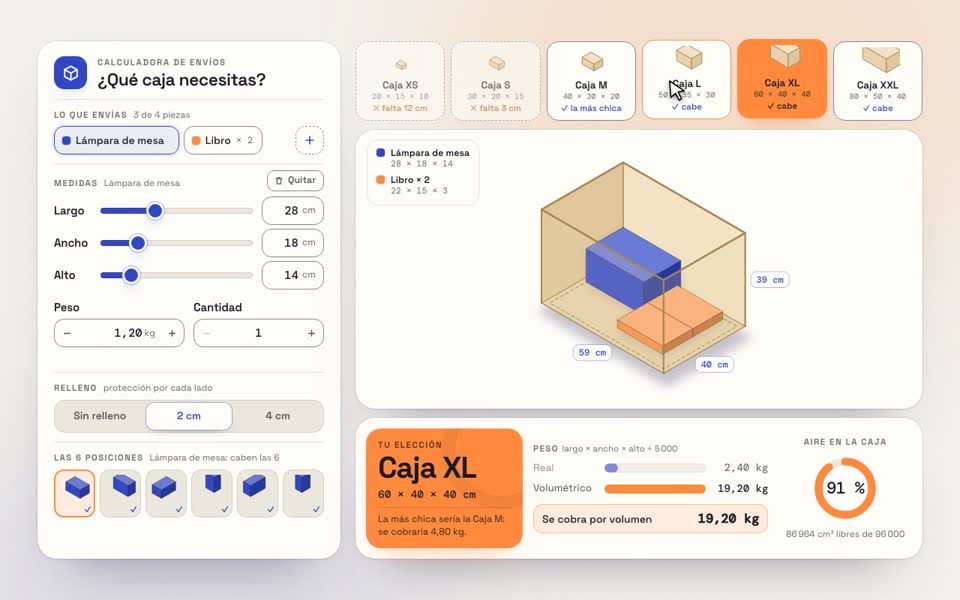 CALCULADORA DE ENVÍOS
¿Qué caja necesitas?
LO QUE ENVÍAS 3 de 4 piezas
Lámpara de mesa
Libro × 2
+
MEDIDAS Lámpara de mesa
Quitar
Largo
28 cm
Ancho
18 cm
Alto
14 cm
Peso
Cantidad
− 1,20 kg +
− 1 +
RELLENO protección por cada lado
Sin relleno
2 cm
4 cm
LAS 6 POSICIONES Lámpara de mesa: caben las 6
Caja XS
20 × 15 × 10
× falta 12 cm
Caja S
30 × 20 × 15
× falta 3 cm
Caja M
40 × 30 × 20
✓ la más chica
Caja L
✓ cabe
Caja XL
60 × 40 × 40
✓ cabe
Caja XXL
80 × 50 × 40
✓ cabe
Lámpara de mesa
28 × 18 × 14
Libro × 2
22 × 15 × 3
39 cm
59 cm
40 cm
TU ELECCIÓN
Caja XL
60 × 40 × 40 cm
La más chica sería la Caja M:
se cobraría 4,80 kg.
PESO largo × ancho × alto ÷ 5000
Real
2,40 kg
Volumétrico
19,20 kg
Se cobra por volumen
19,20 kg
AIRE EN LA CAJA
91 %
86964 cm³ libres de 96000